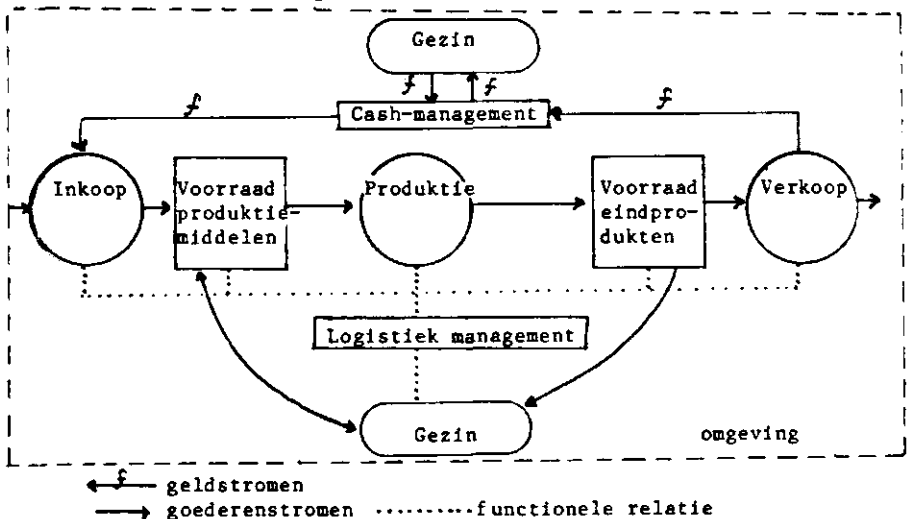 Gezin
f f
f f
Cash-management
Inkoop
Voorraad
produktie-
middelen
Produktie
Voorraad
eindpro-
dukten
Verkoop
Logistiek management
Gezin
omgeving
f geldstromen
goederenstromen ..........functionele relatie